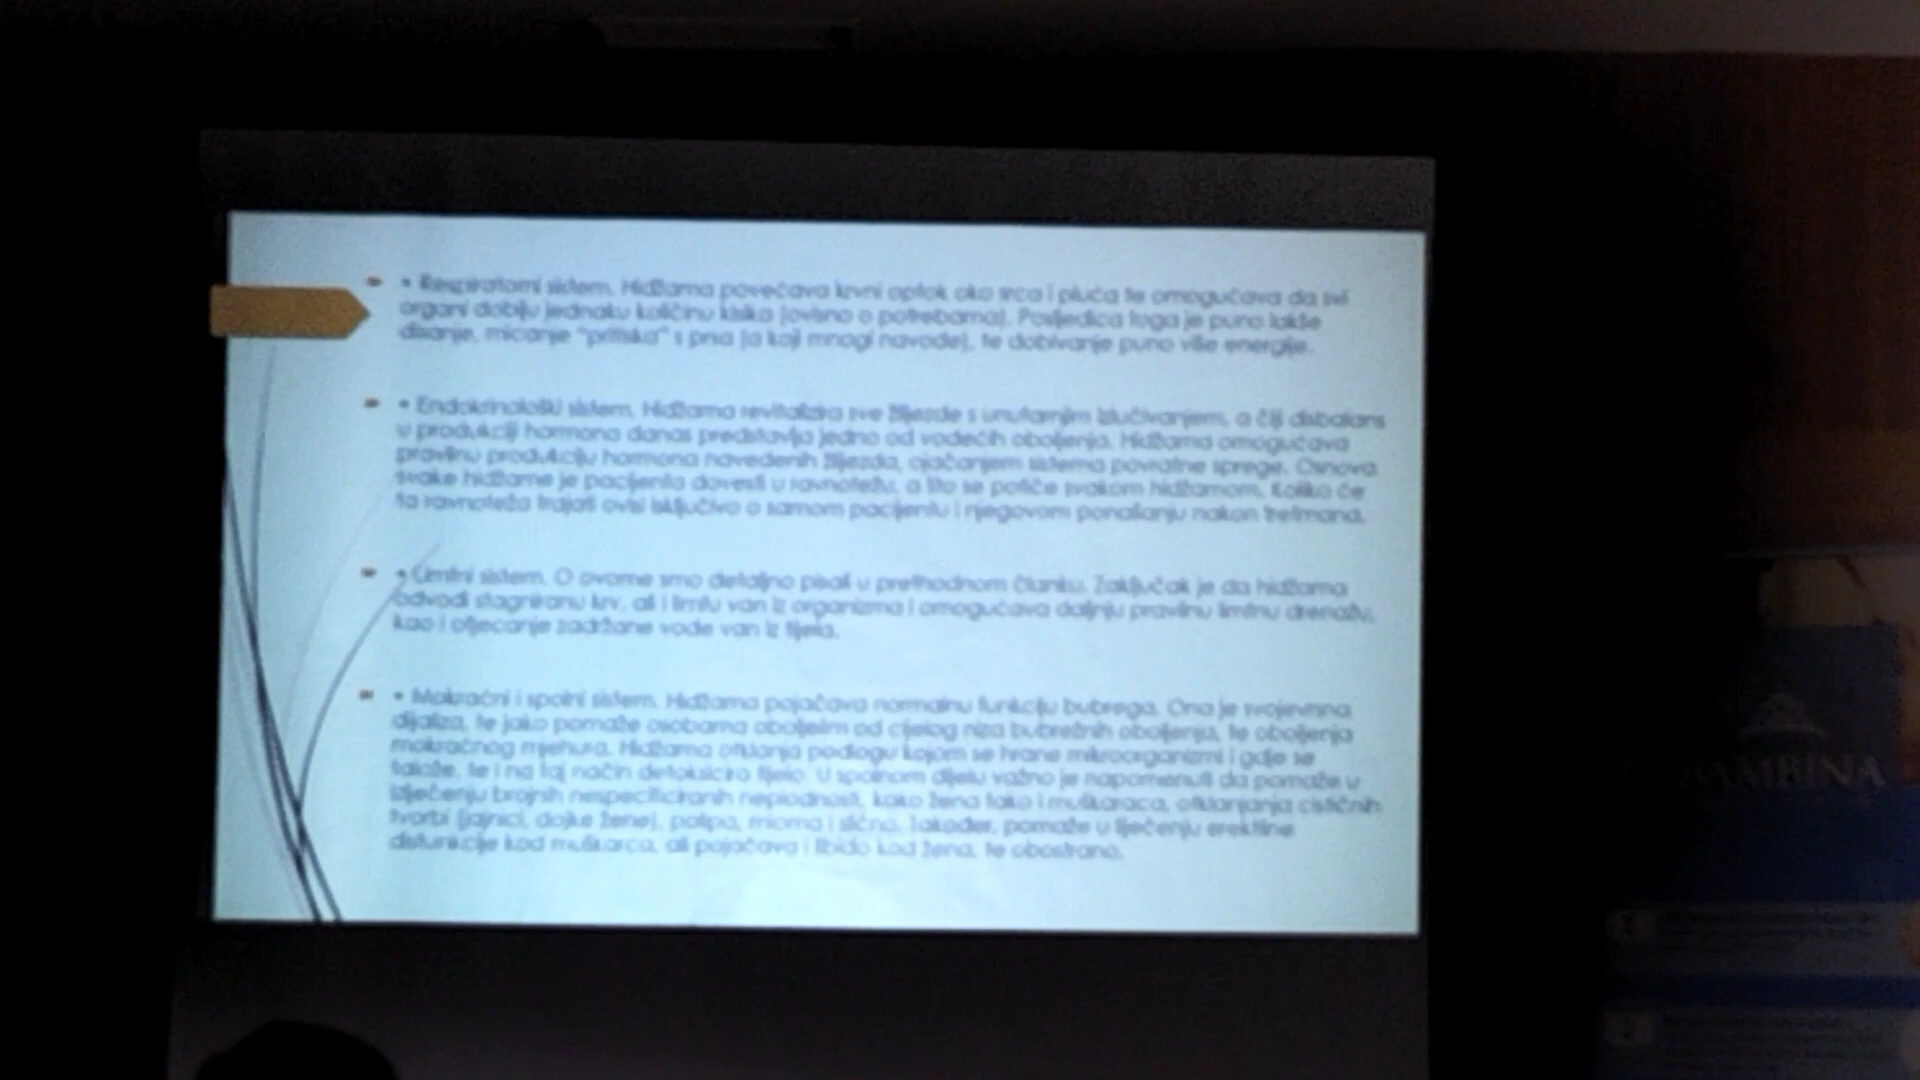 • Respiratorni sistem. Hidžama povećava krvni optok oko srca i pluća te omogućava da svi
organi dobiju jednaku količinu kisika (ovisno o potrebama). Posljedica toga je puno lakše
disanje, micanje "pritiska" s prsa (a koji mnogi navode), te dobivanje puno više energije.
• Endokrinološki sistem. Hidžama revitalizira sve žlijezde s unutarnjim izlučivanjem, a čiji disbalans
u produkciji hormona danas predstavlja jedno od vodećih oboljenja. Hidžama omogućava
pravilnu produkciju hormona navedenih žlijezda, ojačanjem sistema povratne sprege. Osnova
svake hidžame je pacijenta dovesti u ravnotežu, a što se potiče svakom hidžamom. Koliko će
ta ravnoteža trajati ovisi isključivo o samom pacijentu i njegovom ponašanju nakon tretmana.
• Limfni sistem. O ovome smo detaljno pisali u prethodnom članku. Zaključak je da hidžama
odvodi stagniranu krv, ali i limfu van iz organizma i omogućava daljnju pravilnu limfnu drenažu,
kao i otjecanje zadržane vode van iz tijela.
• Mokraćni i spolni sistem. Hidžama pojačava normalnu funkciju bubrega. Ona je svojevrsna
dijaliza, te jako pomaže osobama oboljelim od cijelog niza bubrežnih oboljenja, te oboljenja
mokraćnog mjehura. Hidžama otklanja podlogu kojom se hrane mikroorganizmi i gdje se
talože, te i na taj način detoksicira tijelo. U spolnom dijelu važno je napomenuti da pomaže u
izlječenju brojnih nespecificiranih neplodnosti, kako žena tako i muškaraca, otklanjanja cističnih
tvorbi (jajnici, dojke žene), polipa, mioma i slično. Također, pomaže u liječenju erektilne
disfunkcije kod muškarca, ali pojačava i libido kod žena, te obostrano.